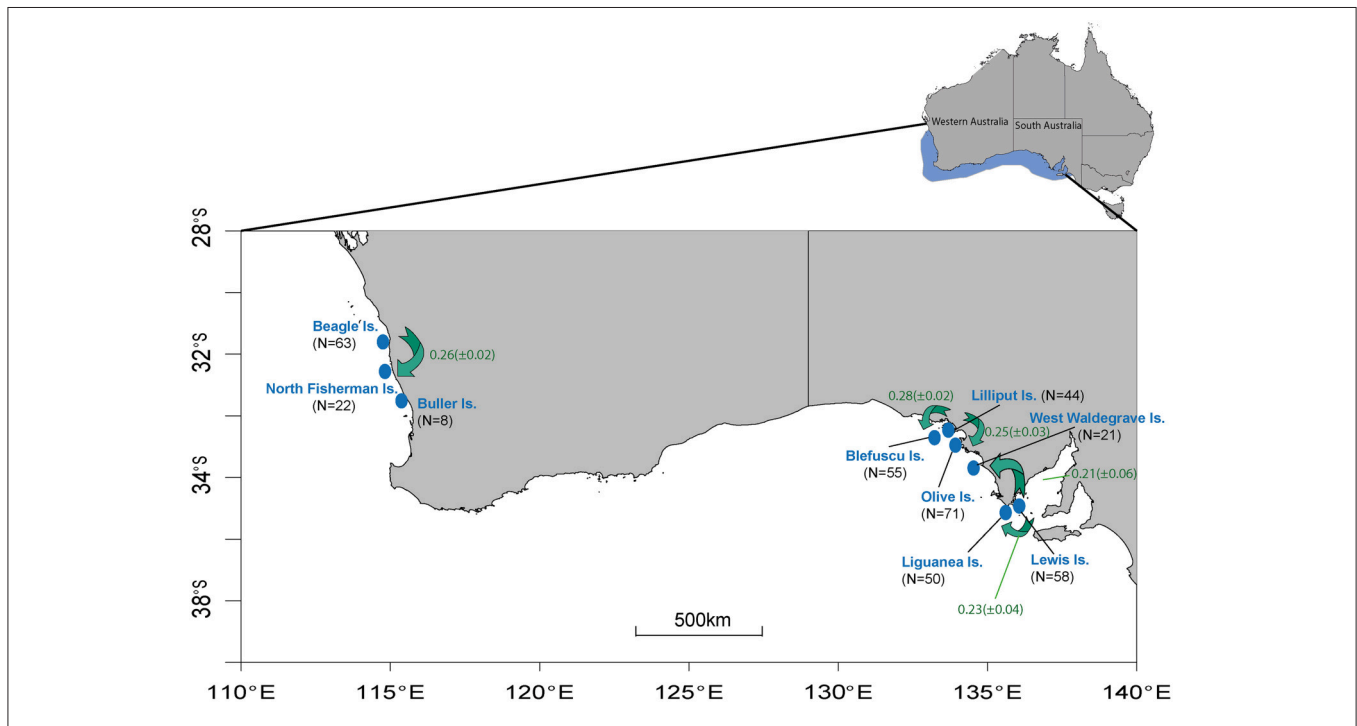 Western Australia
South Australia
28°S
32°S
34°S
38°S
Beagle Is.
(N=63)
0.26(±0.02)
North Fisherman Is.
(N=22)
Buller Is.
(N=8)
0.28(±0.02)
Lilliput Is. (N=44)
0.25(±0.03)
West Waldegrave Is.
(N=21)
Blefuscu Is.
(N=55)
0.21(±0.06)
Olive Is.
(N=71)
Liguanea Is.
(N=50)
Lewis Is.
(N=58)
0.23(±0.04)
500km
110°E
115°E
120°E
125°E
130°E
135°E
140°E